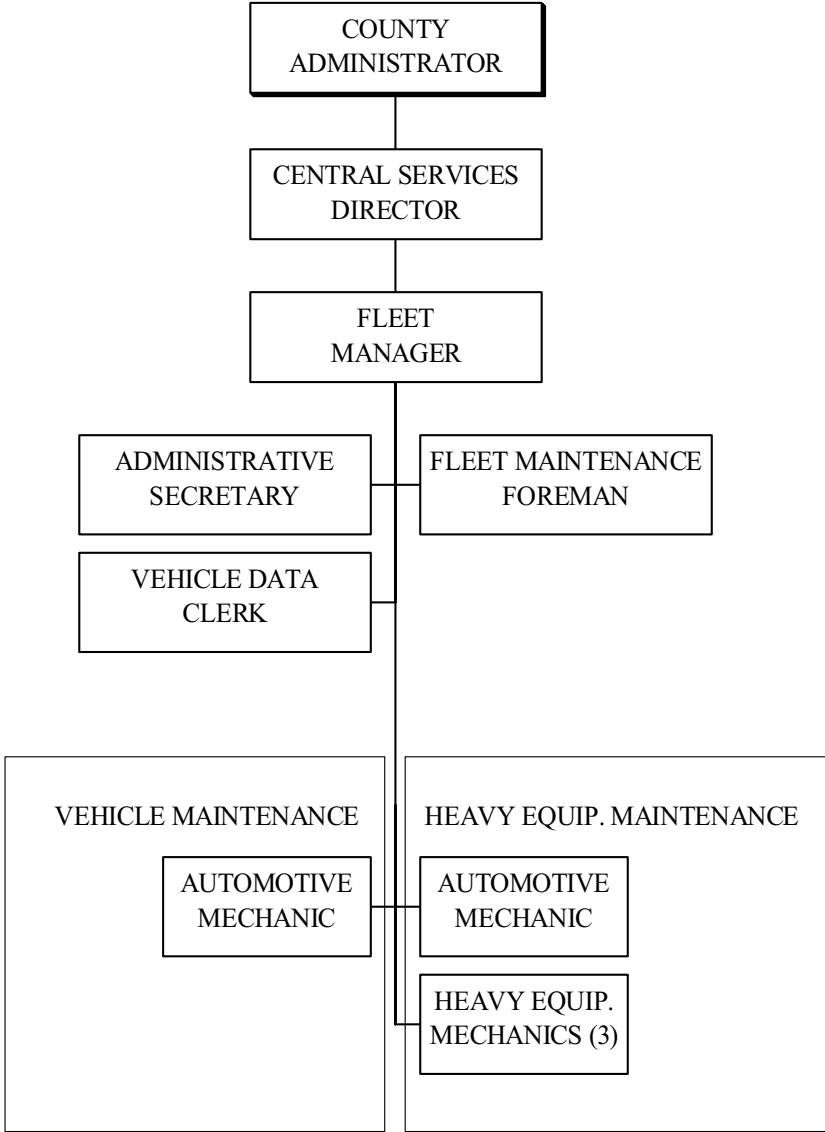 COUNTY
ADMINISTRATOR
CENTRAL SERVICES
DIRECTOR
FLEET
MANAGER
ADMINISTRATIVE
SECRETARY
FLEET MAINTENANCE
FOREMAN
VEHICLE DATA
CLERK
VEHICLE MAINTENANCE
AUTOMOTIVE
MECHANIC
HEAVY EQUIP. MAINTENANCE
AUTOMOTIVE
MECHANIC
HEAVY EQUIP.
MECHANICS (3)